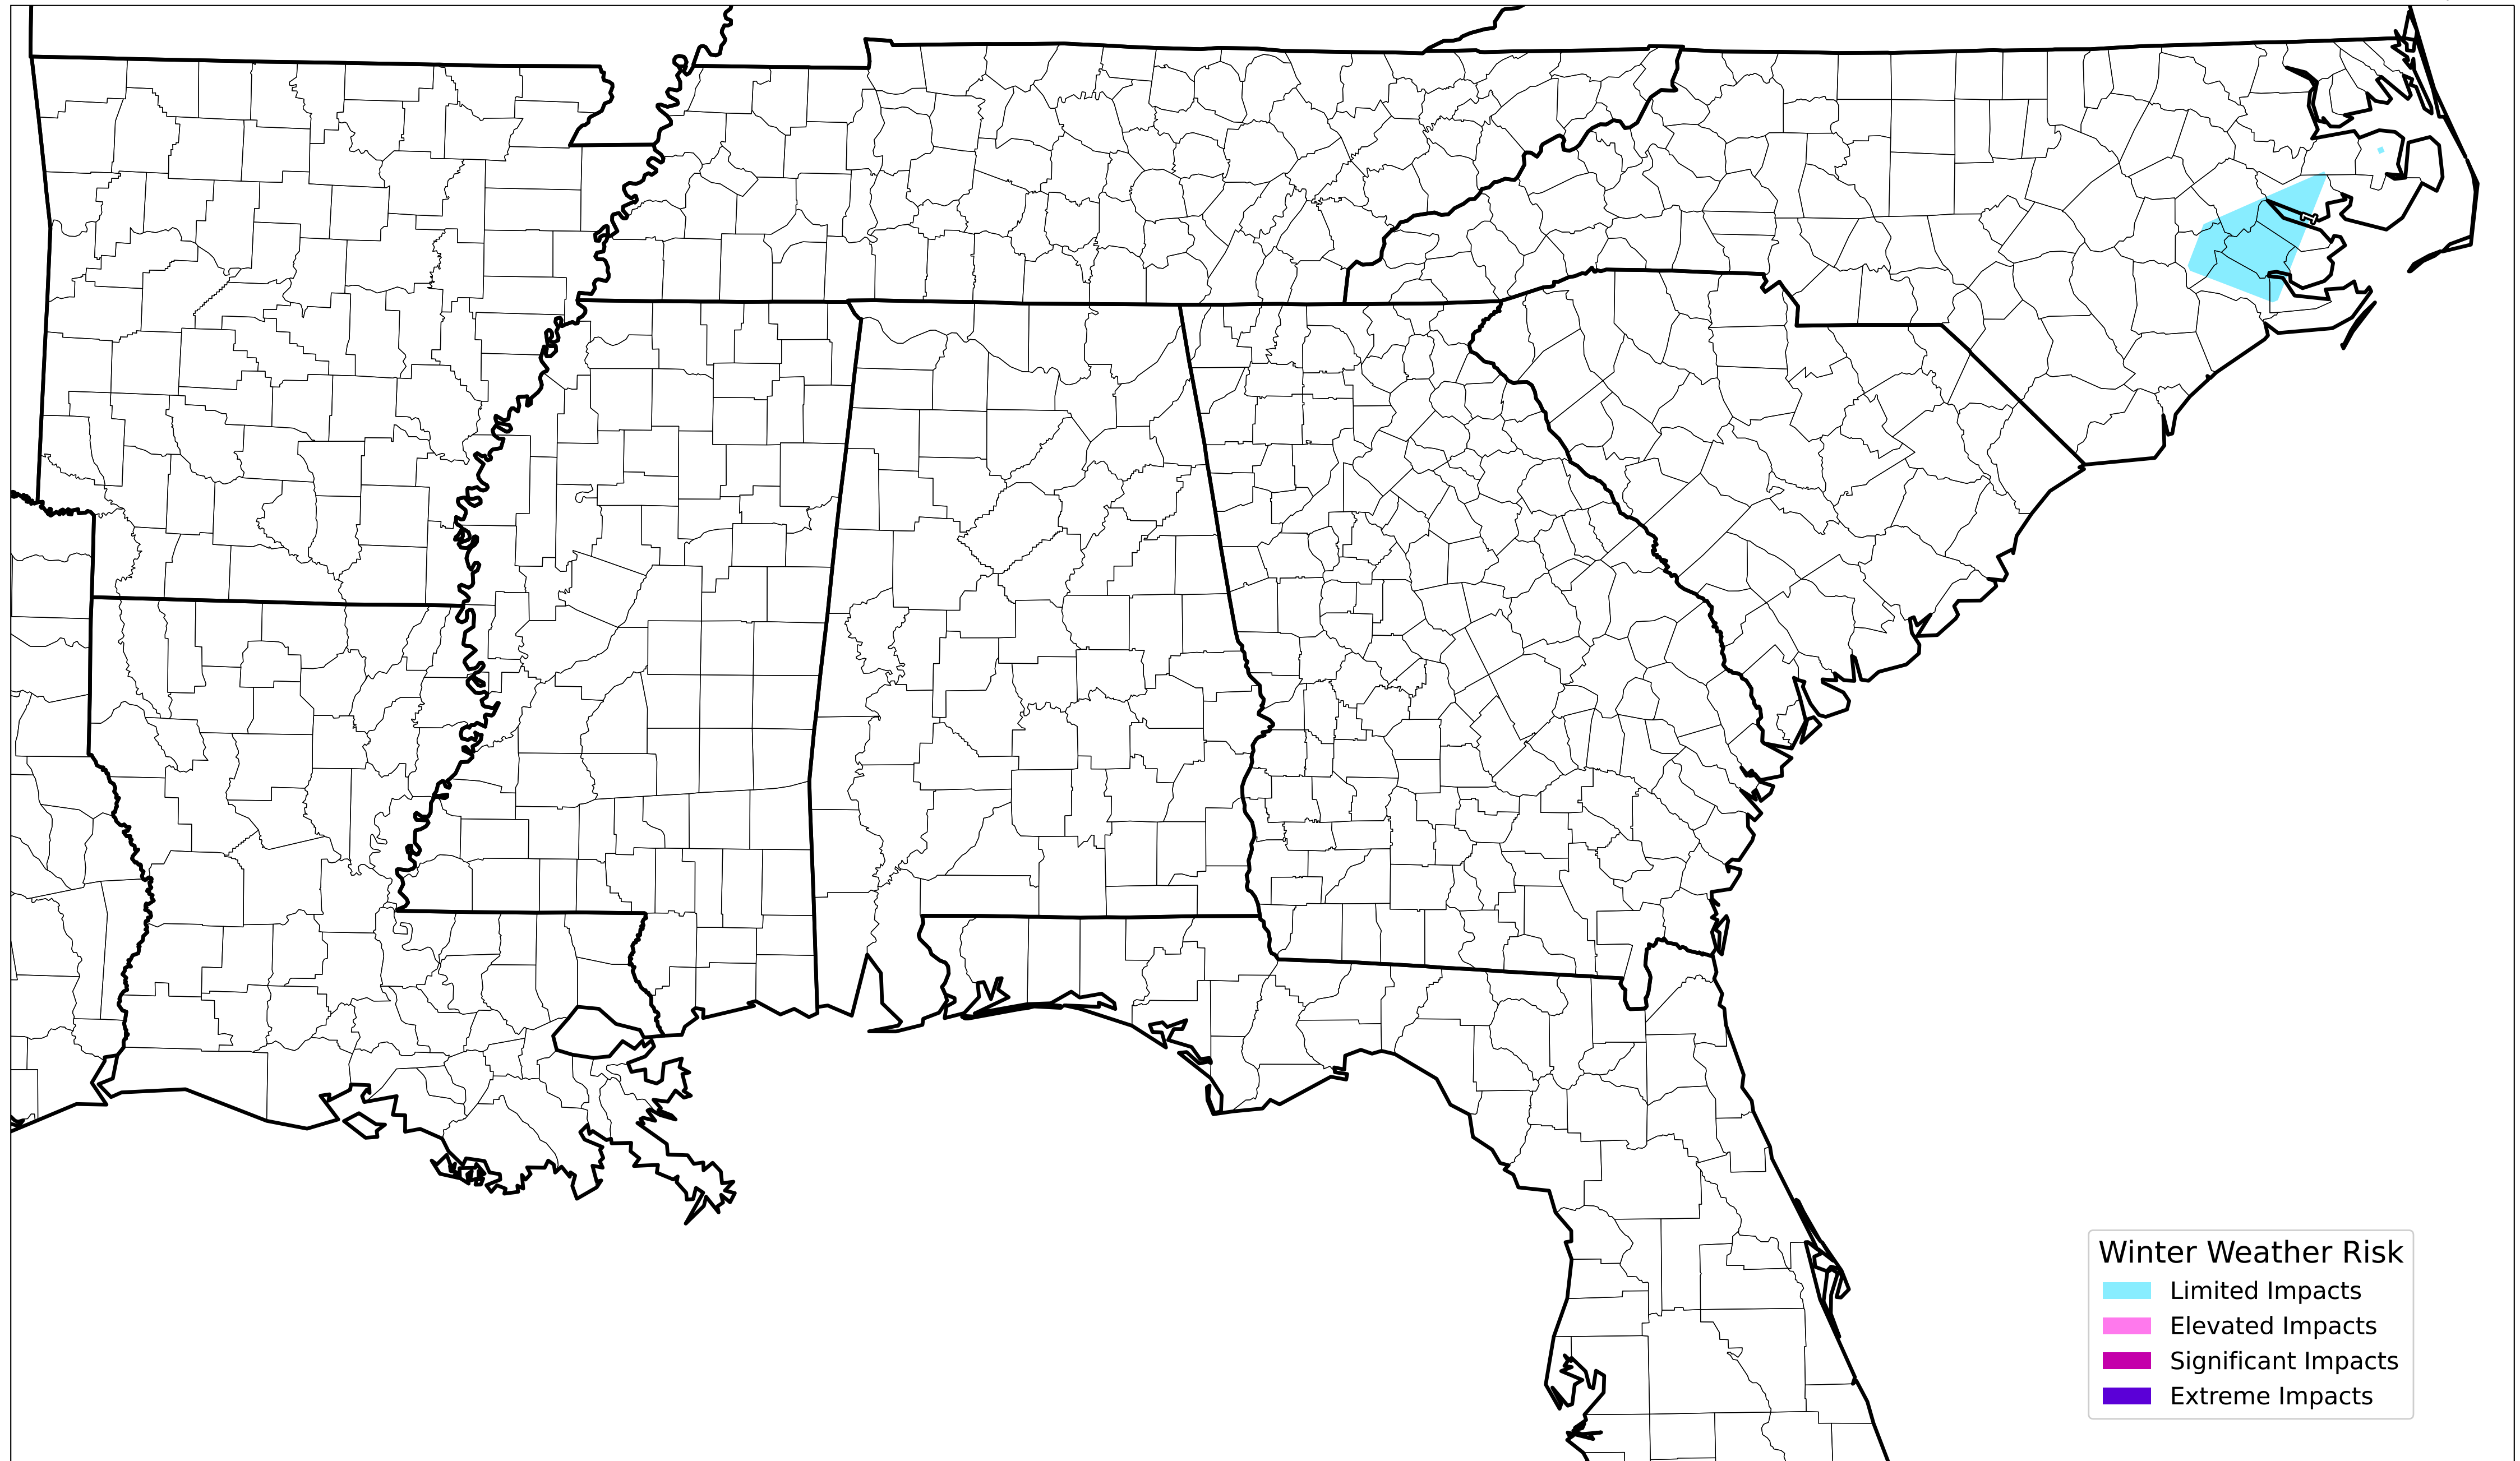 Winter Weather Risk
Limited Impacts
Elevated Impacts
Significant Impacts
Extreme Impacts